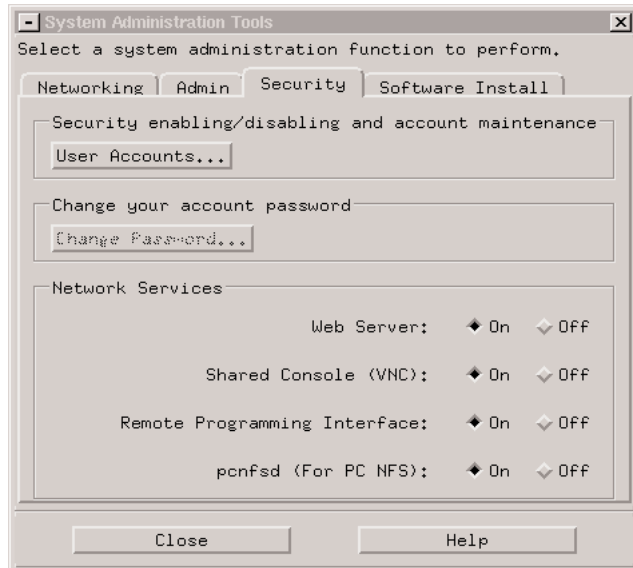 System Administration Tools
Select a system administration function to perform.
Networking Admin Security Software Install
Security enabling/disabling and account maintenance
User Accounts...
Change your account password
Change Password...
Network Services
Web Server: On Off
Shared Console (VNC): On Off
Remote Programming Interface: On Off
pcnfsd (For PC NFS): On Off
Close Help